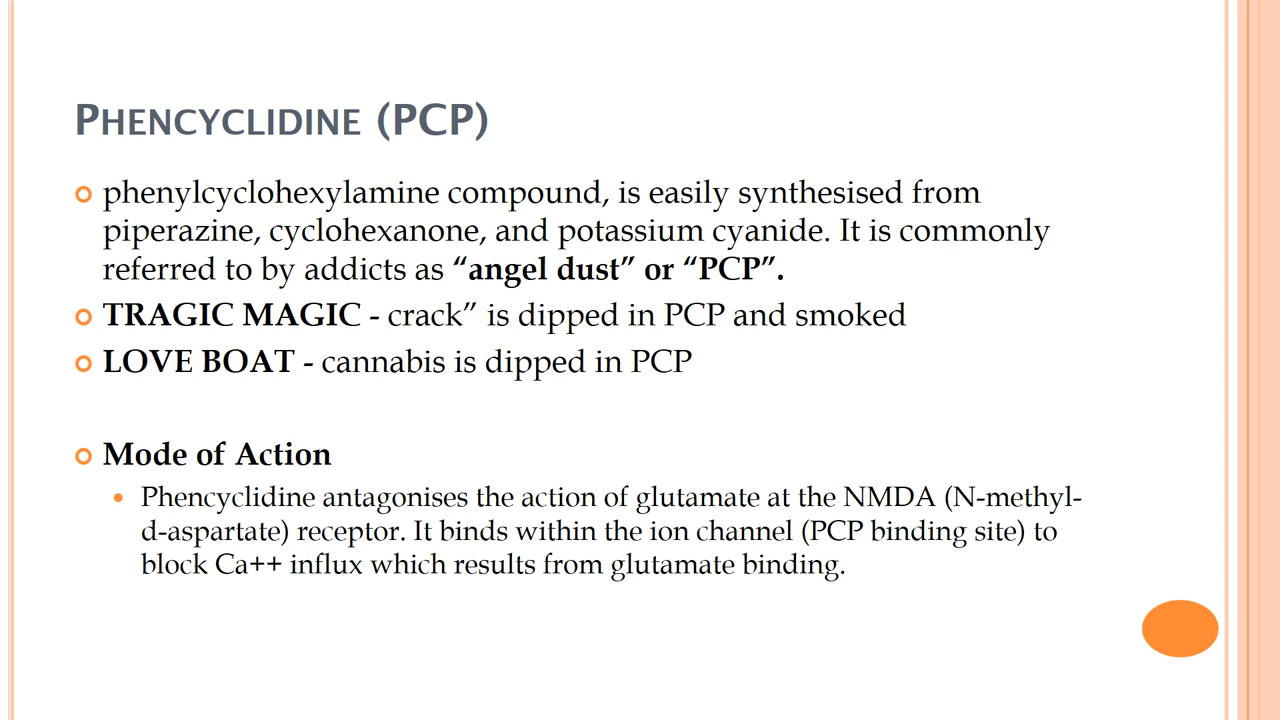 PHENCYCLIDINE (PCP)
phenylcyclohexylamine compound, is easily synthesised from
piperazine, cyclohexanone, and potassium cyanide. It is commonly
referred to by addicts as “angel dust” or “PCP”.
TRAGIC MAGIC - crack” is dipped in PCP and smoked
LOVE BOAT - cannabis is dipped in PCP
Mode of Action
Phencyclidine antagonises the action of glutamate at the NMDA (N-methyl-
d-aspartate) receptor. It binds within the ion channel (PCP binding site) to
block Ca++ influx which results from glutamate binding.